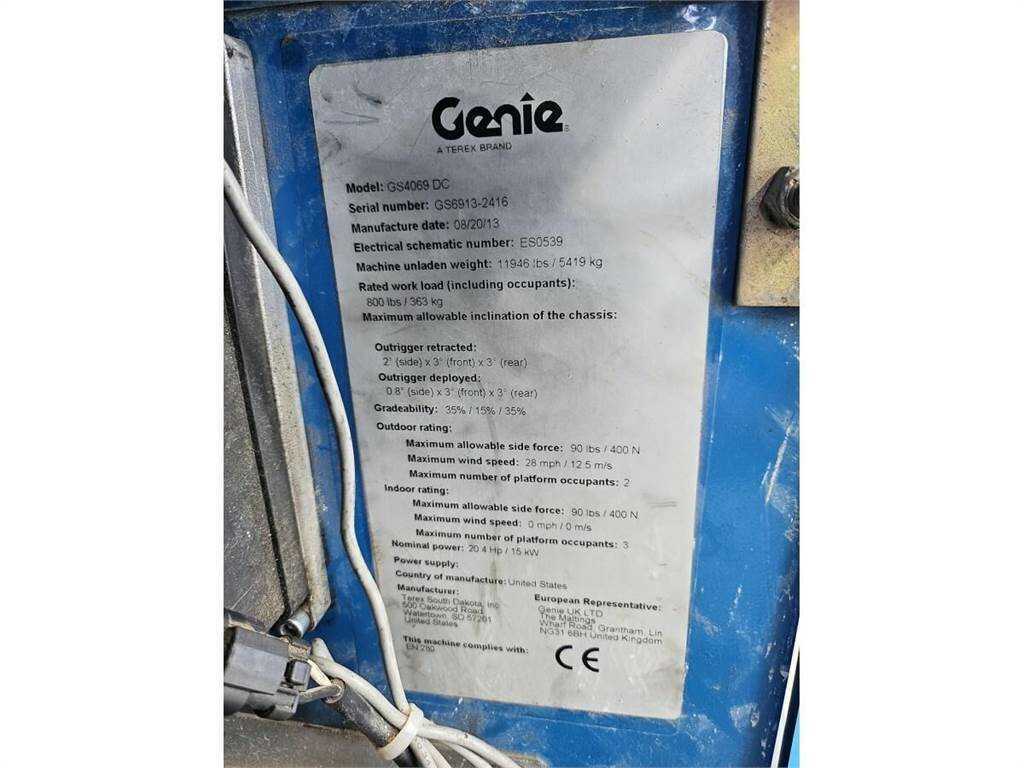 Genie
A TEREX BRAND
Model: GS4069 DC
Serial number: GS6913-2416
Manufacture date: 08/20/13
Electrical schematic number: ES0539
Machine unladen weight: 11946 lbs / 5419 kg
Rated work load (including occupants):
800 lbs / 363 kg
Maximum allowable inclination of the chassis:
Outrigger retracted:
2° (side) x 3° (front) x 3° (rear)
Outrigger deployed:
0.8° (side) x 3° (front) x 3° (rear)
Gradeability: 35% / 15% / 35%
Outdoor rating:
Maximum allowable side force: 90 lbs / 400 N
Maximum wind speed: 28 mph / 12.5 m/s
Maximum number of platform occupants: 2
Indoor rating:
Maximum allowable side force: 90 lbs / 400 N
Maximum wind speed: 0 mph / 0 m/s
Maximum number of platform occupants: 3
Nominal power: 20.4 Hp / 15 kW
Power supply:
Country of manufacture: United States
Manufacturer:
Terex South Dakota, Inc
500 Oakwood Road
Watertown, SD 57201
United States
European Representative:
Genie UK LTD
The Maltings
Wharf Road, Grantham, Lin
NG31 6BH United Kingdom
This machine complies with:
EN 280
CE